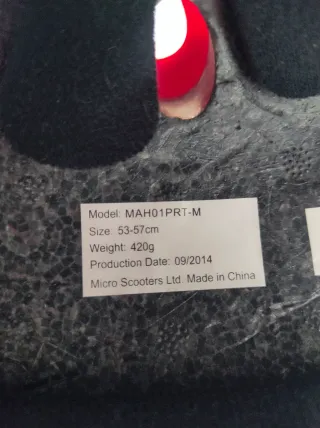 Model: MAH01PRT-M
Size: 53-57cm
Weight: 420g
Production Date: 09/2014
Micro Scooters Ltd. Made in China